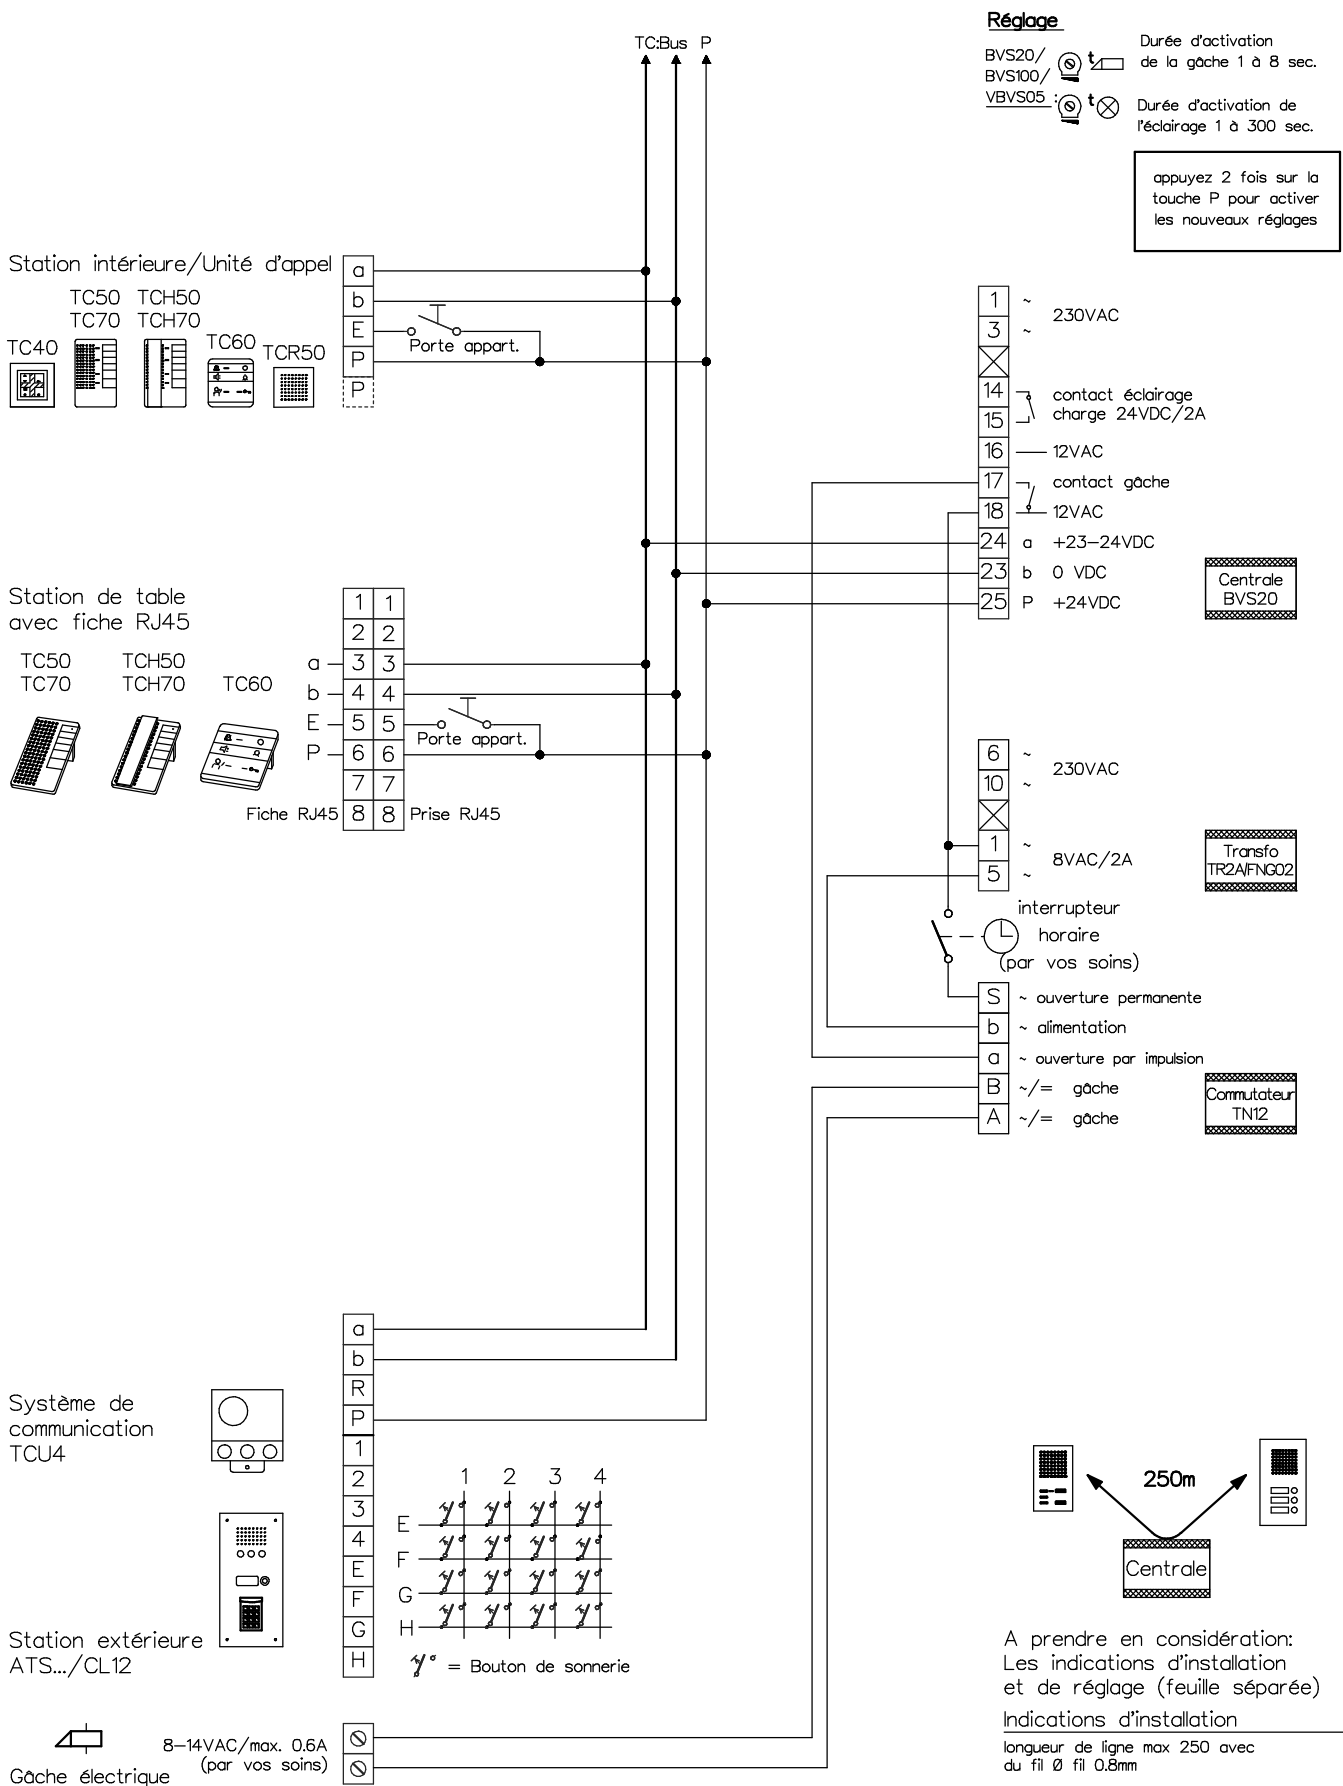 Réglage
BVS20/
BVS100/
VBVS05 :
t
Durée d'activation
de la gâche 1 à 8 sec.
t
Durée d'activation de
l'éclairage 1 à 300 sec.
appuyez 2 fois sur la
touche P pour activer
les nouveaux réglages
TC:Bus P
Station intérieure/Unité d'appel
TC40
TC50
TC70
TCH50
TCH70
TC60
TCR50
a
b
E
P
P
Porte appart.
1 ~
3 ~
230VAC
14
15
contact éclairage
charge 24VDC/2A
16 12VAC
17 contact gâche
18 12VAC
24 a +23-24VDC
23 b 0 VDC
25 P +24VDC
Centrale
BVS20
Station de table
avec fiche RJ45
TC50
TC70
TCH50
TCH70
TC60
1 1
2 2
a 3 3
b 4 4
E 5 5
P 6 6
7 7
Fiche RJ45 8 8 Prise RJ45
Porte appart.
6 ~
10 ~
230VAC
1 ~
5 ~
8VAC/2A
Transfo
TR2A/FNG02
interrupteur
horaire
(par vos soins)
S ~ ouverture permanente
b ~ alimentation
a ~ ouverture par impulsion
B ~/= gâche
A ~/= gâche
Commutateur
TN12
Système de
communication
TCU4
a
b
R
P
1
2
3
4
E
F
G
H
1 2 3 4
E
F
G
H
= Bouton de sonnerie
Station extérieure
ATS.../CL12
Gâche électrique
8-14VAC/max. 0.6A
(par vos soins)
250m
Centrale
A prendre en considération:
Les indications d'installation
et de réglage (feuille séparée)
Indications d'installation
longueur de ligne max 250 avec
du fil Ø fil 0.8mm